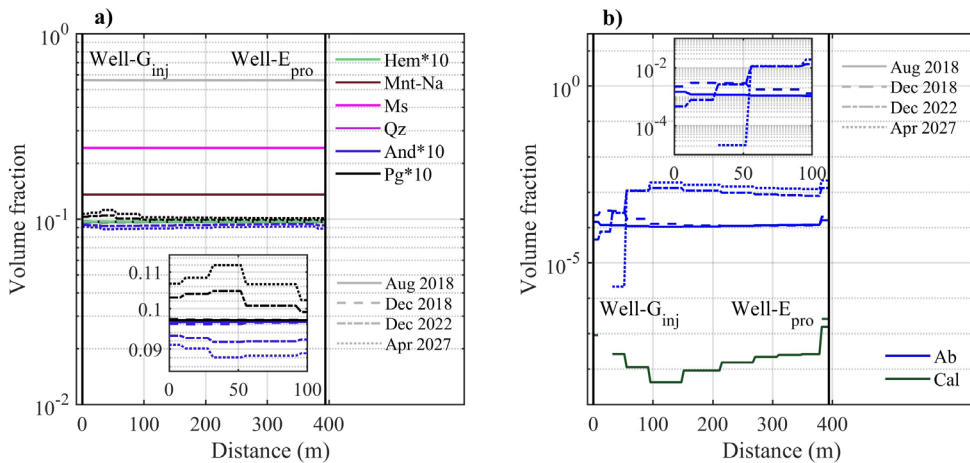 a)
10^0
10^-1
10^-2
Volume fraction
Well-G_inj
Well-E_pro
Hem*10
Mnt-Na
Ms
Qz
And*10
Pg*10
Aug 2018
Dec 2018
Dec 2022
Apr 2027
0.11
0.1
0.09
0 50 100
0 100 200 300 400
Distance (m)
b)
10^0
10^-5
Volume fraction
10^-2
10^-4
0 50 100
Aug 2018
Dec 2018
Dec 2022
Apr 2027
Well-G_inj
Well-E_pro
Ab
Cal
0 100 200 300 400
Distance (m)